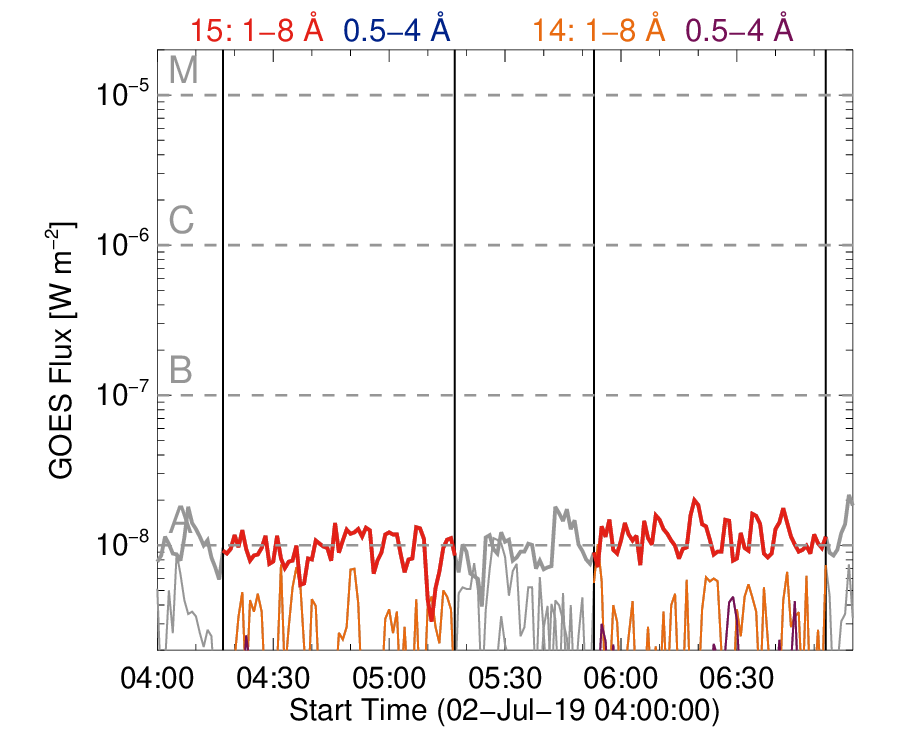 15: 1−8 Å 0.5−4 Å 14: 1−8 Å 0.5−4 Å
M
10⁻⁵
C
10⁻⁶
B
10⁻⁷
A
10⁻⁸
GOES Flux [W m⁻²]
04:00 04:30 05:00 05:30 06:00 06:30
Start Time (02−Jul−19 04:00:00)